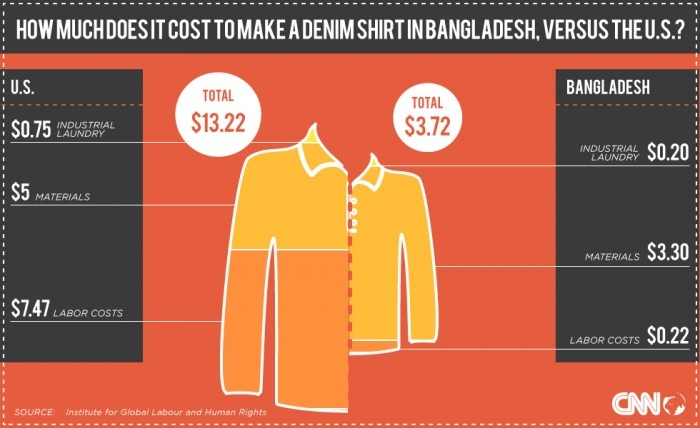 HOW MUCH DOES IT COST TO MAKE A DENIM SHIRT IN BANGLADESH, VERSUS THE U.S.?
U.S.
$0.75 INDUSTRIAL
LAUNDRY
$5 MATERIALS
$7.47 LABOR COSTS
TOTAL
$13.22
TOTAL
$3.72
BANGLADESH
INDUSTRIAL
LAUNDRY $0.20
MATERIALS $3.30
LABOR COSTS $0.22
SOURCE: Institute for Global Labour and Human Rights
CNN